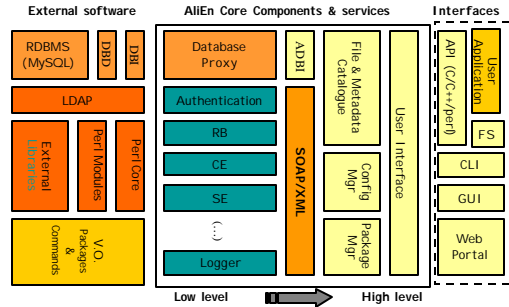 External software
AliEn Core Components & services
Interfaces
RDBMS
(MySQL)
DBD
DBI
LDAP
External
Libraries
Perl Modules
Perl Core
V.O.
Packages
&
Commands
Database
Proxy
Authentication
RB
CE
SE
(...)
Logger
ADBI
SOAP/XML
File & Metadata
Catalogue
Config
Mgr
Package
Mgr
User Interface
API (C/C++/perl)
User
Application
FS
CLI
GUI
Web
Portal
Low level
High level